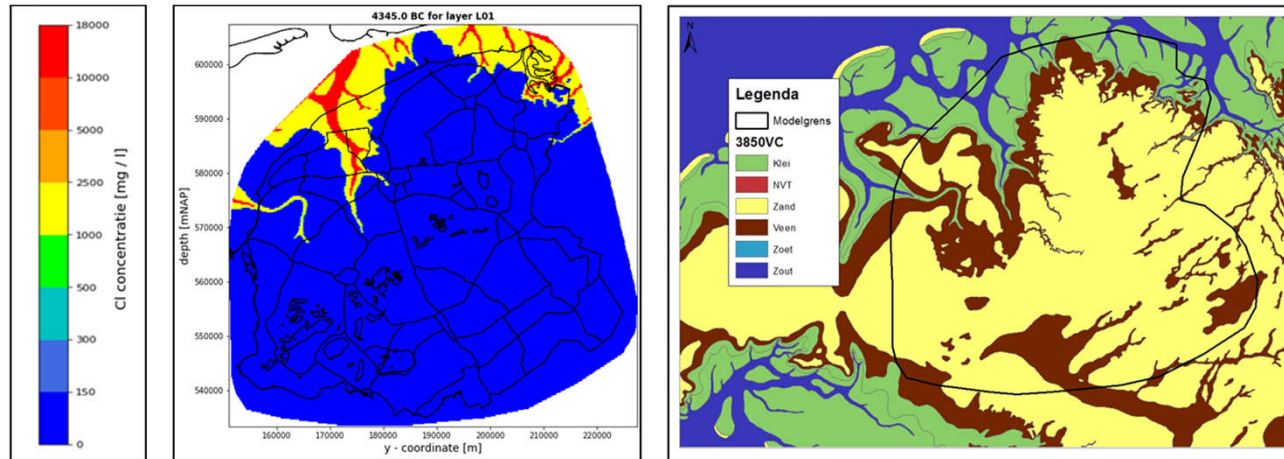 18000
10000
5000
2500
1000
500
300
150
0
Cl concentratie [mg / l]
4345.0 BC for layer L01
600000
590000
580000
570000
560000
550000
540000
depth [mNAP]
160000 170000 180000 190000 200000 210000 220000
y - coordinate [m]
N
Legenda
Modelgrens
3850VC
Klei
NVT
Zand
Veen
Zoet
Zout